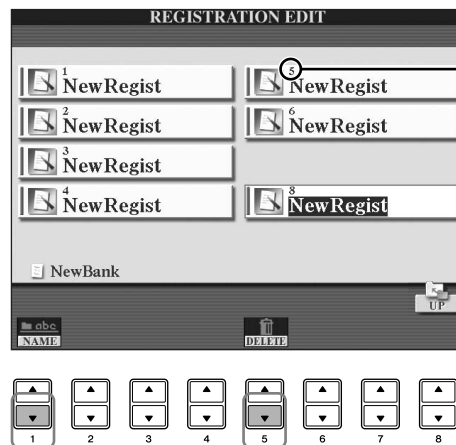 REGISTRATION EDIT
1
NewRegist
2
NewRegist
3
NewRegist
4
NewRegist
5
NewRegist
6
NewRegist
8
NewRegist
NewBank
UP
abc
NAME
DELETE
1 2 3 4 5 6 7 8